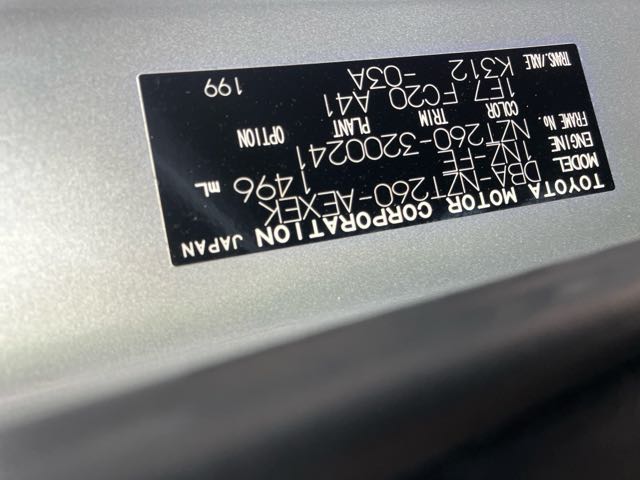 TOYOTA MOTOR CORPORATION JAPAN
MODEL DBA-NZT260-AEXEK
ENGINE 1NZ-FE 1496 mL
FRAME No. NZT260-3200241
COLOR TRIM PLANT OPTION
1E7 FC20 A41
TRANS./AXLE K312 -03A 199